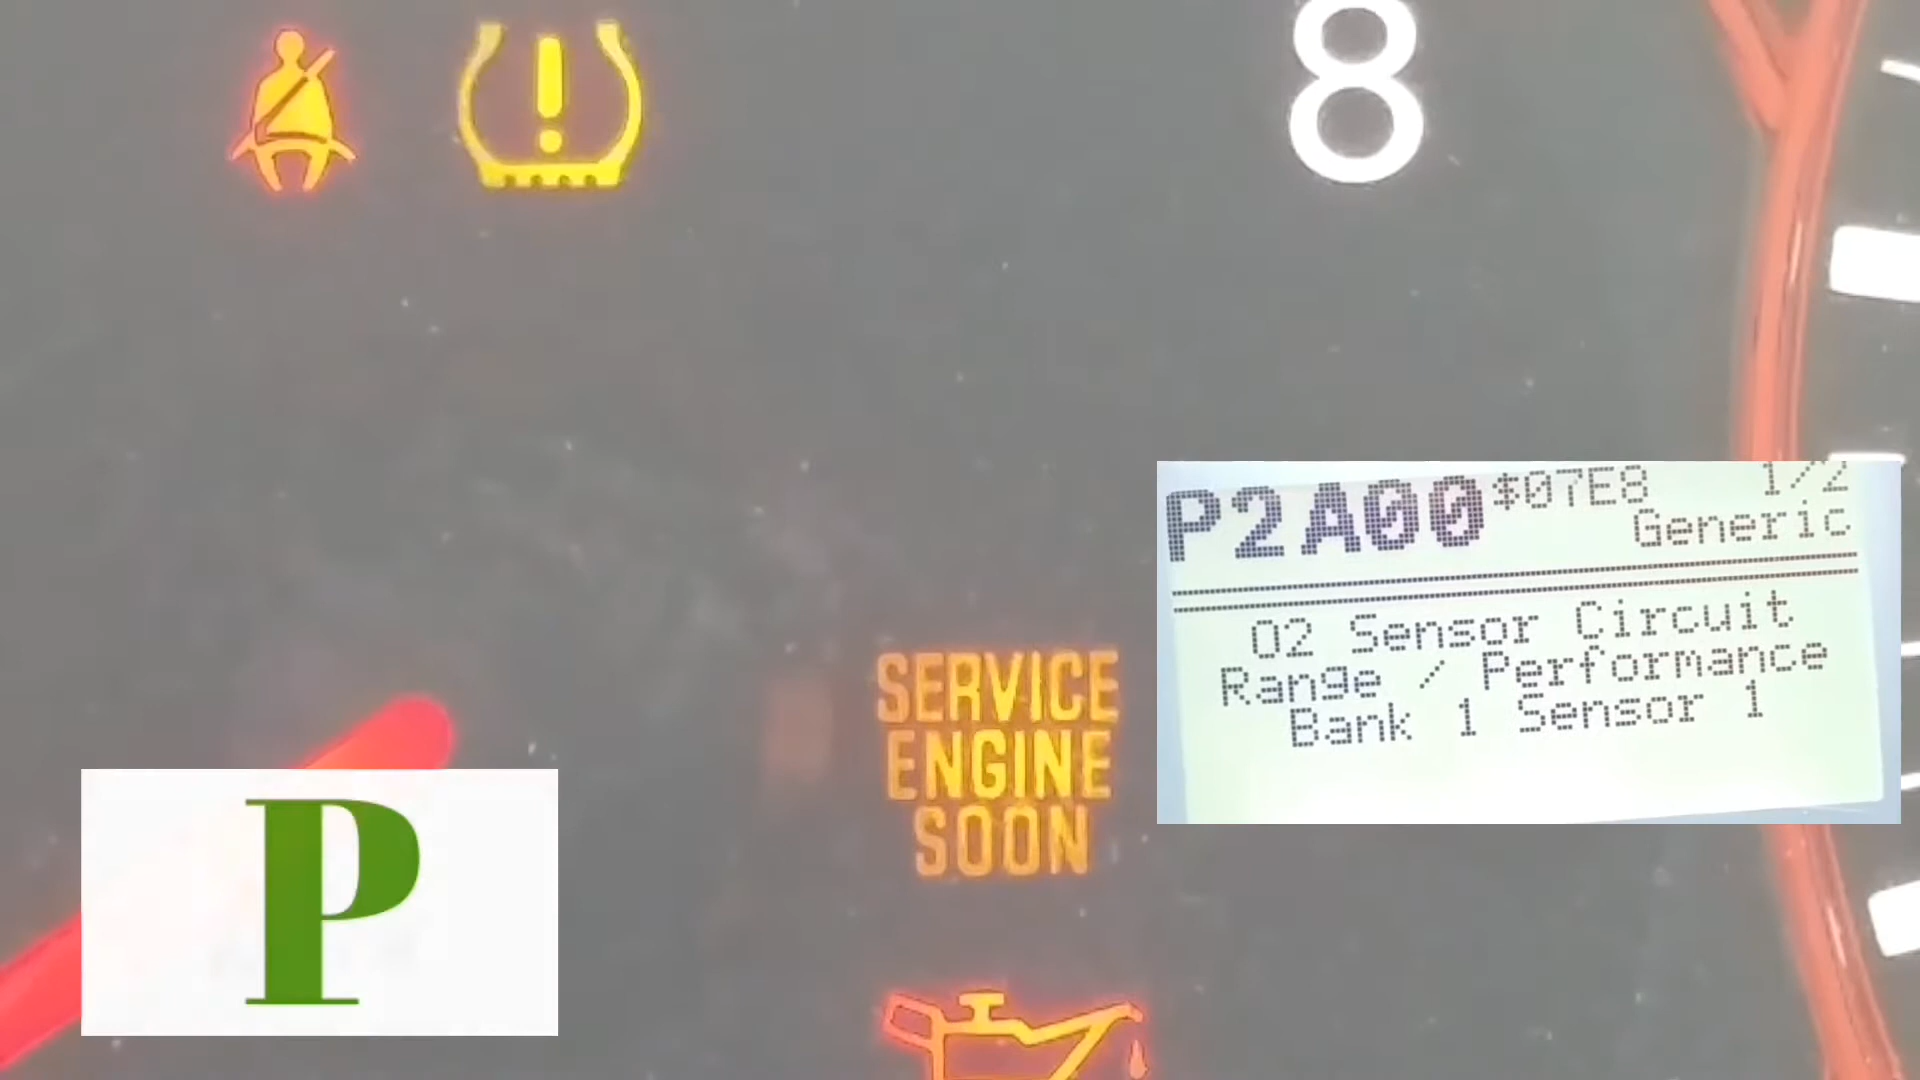 8
SERVICE
ENGINE
SOON
P2A00 $07E8 1/2
Generic
O2 Sensor Circuit
Range / Performance
Bank 1 Sensor 1
P